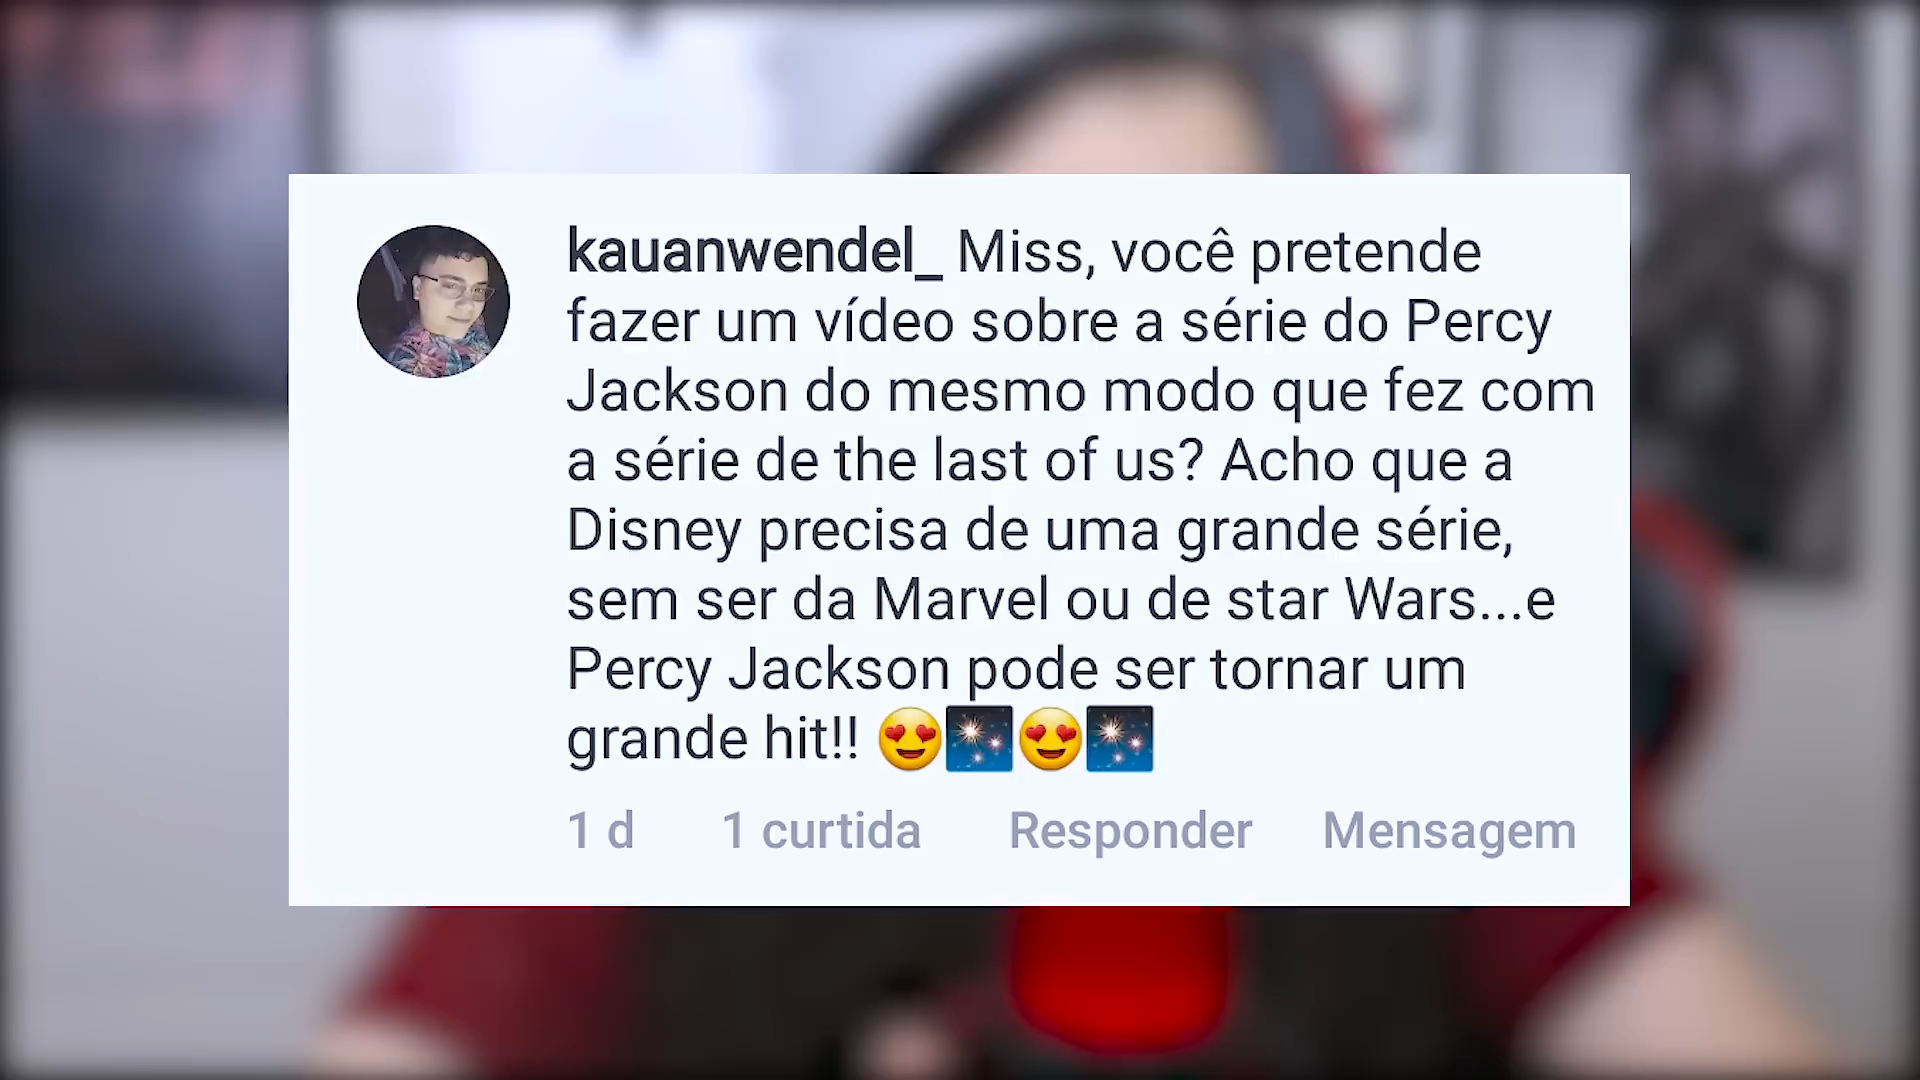 kauanwendel_ Miss, você pretende
fazer um vídeo sobre a série do Percy
Jackson do mesmo modo que fez com
a série de the last of us? Acho que a
Disney precisa de uma grande série,
sem ser da Marvel ou de star Wars...e
Percy Jackson pode ser tornar um
grande hit!! 😍🎇😍🎇
1 d 1 curtida Responder Mensagem